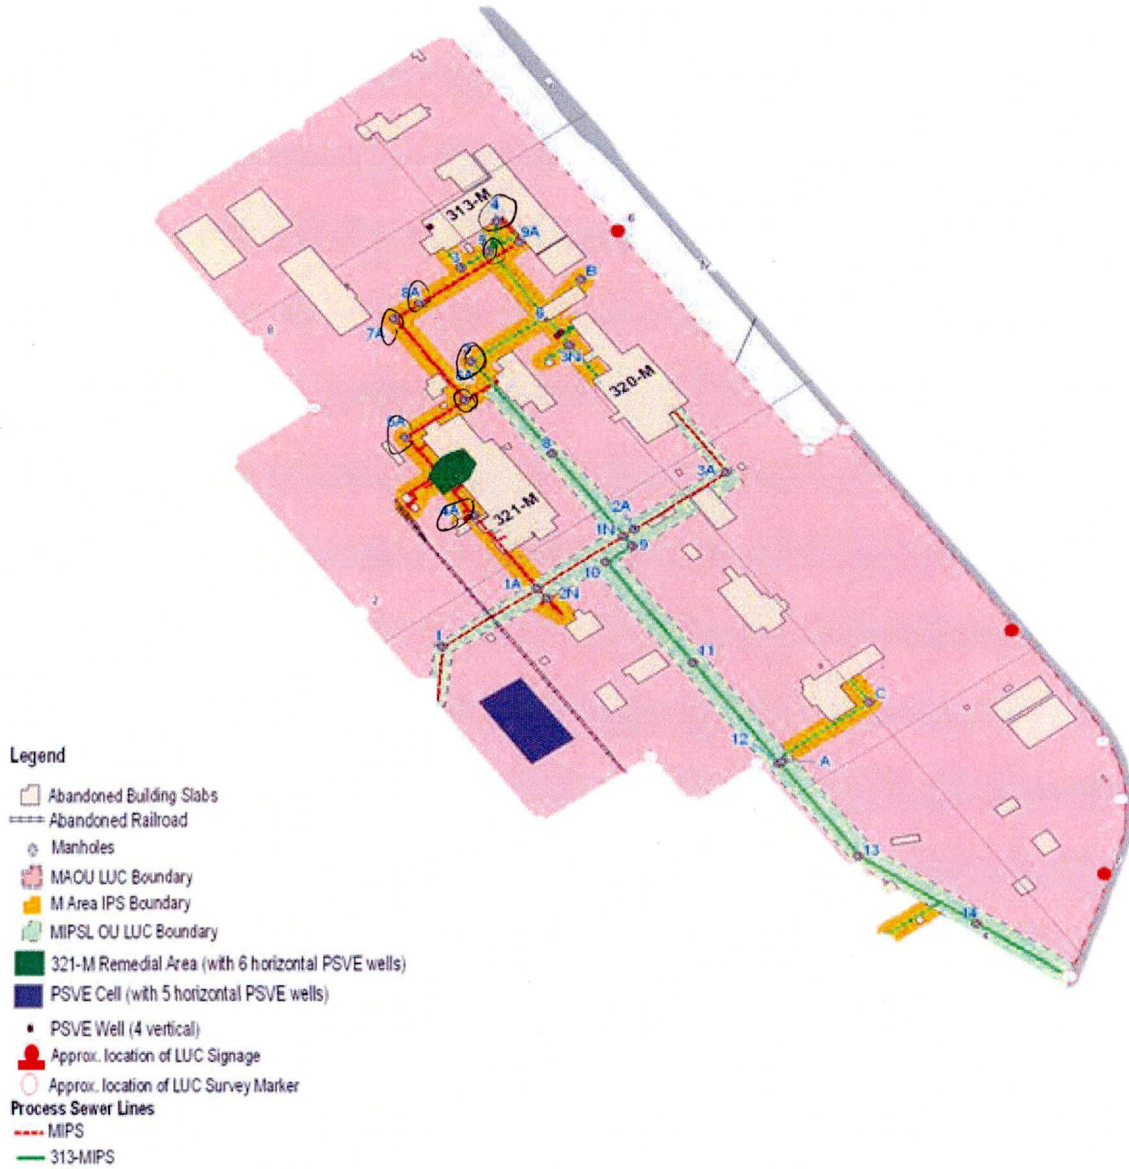 6
313-M
4
5
9A
3
B
8A
7A
6
3N
320-M
5A
6A
8
3A
4A
321-M
2A
1N
9
10
1A
2N
1
11
C
12
A
13
14
Legend
Abandoned Building Slabs
Abandoned Railroad
Manholes
MAOU LUC Boundary
M Area IPS Boundary
MIPSL OU LUC Boundary
321-M Remedial Area (with 6 horizontal PSVE wells)
PSVE Cell (with 5 horizontal PSVE wells)
PSVE Well (4 vertical)
Approx. location of LUC Signage
Approx. location of LUC Survey Marker
Process Sewer Lines
MIPS
313-MIPS